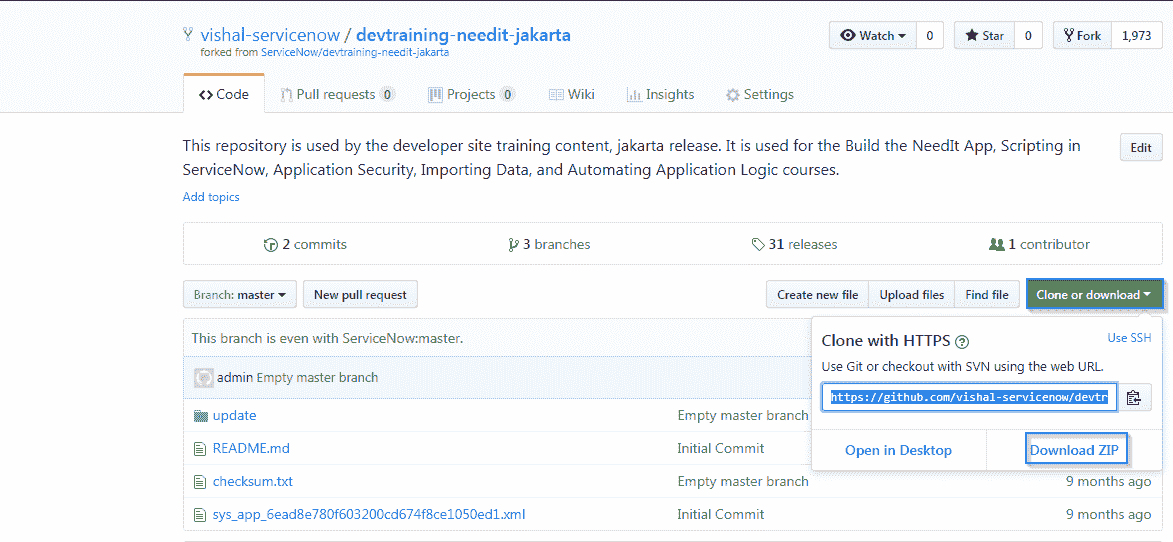 vishal-servicenow / devtraining-needit-jakarta
forked from ServiceNow/devtraining-needit-jakarta
Watch 0 Star 0 Fork 1,973
Code Pull requests 0 Projects 0 Wiki Insights Settings
This repository is used by the developer site training content, jakarta release. It is used for the Build the NeedIt App, Scripting in
ServiceNow, Application Security, Importing Data, and Automating Application Logic courses.
Edit
Add topics
2 commits 3 branches 31 releases 1 contributor
Branch: master New pull request Create new file Upload files Find file Clone or download
This branch is even with ServiceNow:master.
admin Empty master branch
Clone with HTTPS ? Use SSH
Use Git or checkout with SVN using the web URL.
https://github.com/vishal-servicenow/devtr
Open in Desktop Download ZIP
update Empty master branch
README.md Initial Commit
checksum.txt Empty master branch 9 months ago
sys_app_6ead8e780f603200cd674f8ce1050ed1.xml Initial Commit 9 months ago